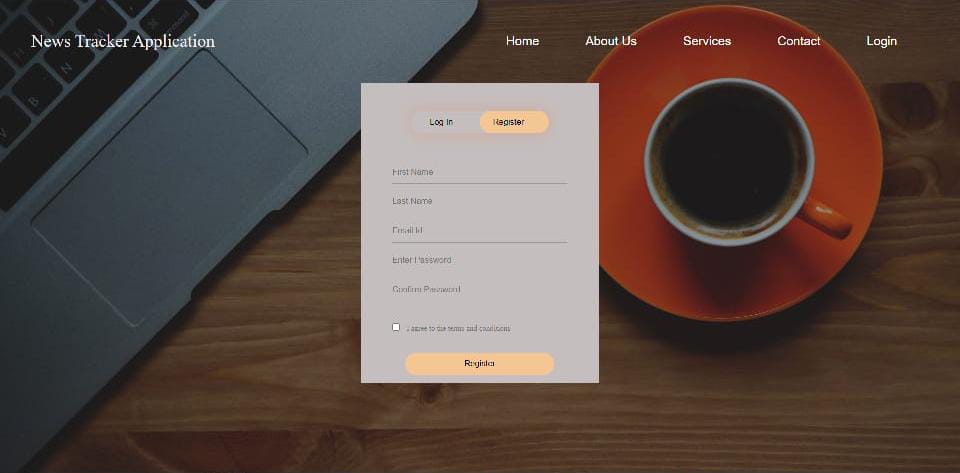 News Tracker Application
Home
About Us
Services
Contact
Login
Log In
Register
First Name
Last Name
Email Id
Enter Password
Confirm Password
I agree to the terms and conditions
Register